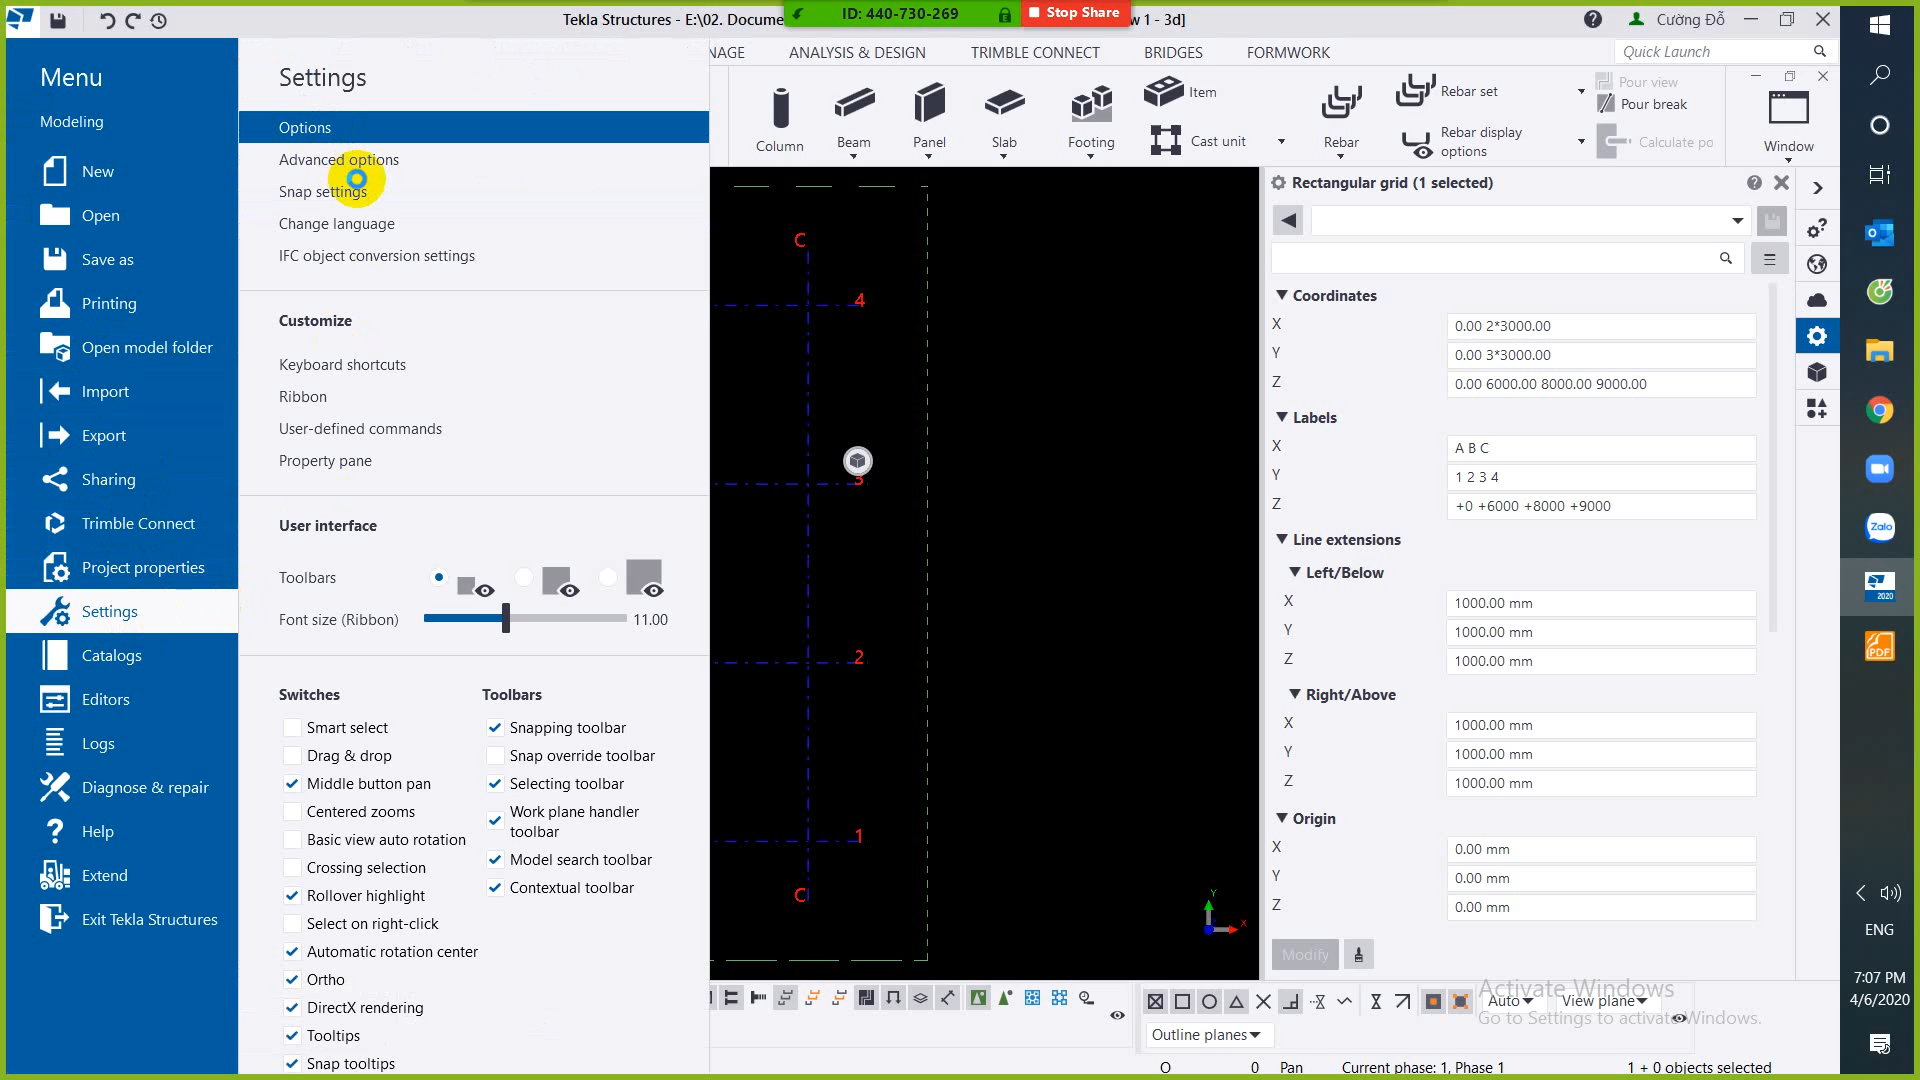 Tekla Structures - E:\02. Docume
ID: 440-730-269
Stop Share
w 1 - 3d]
Cường Đỗ
Menu
Settings
NAGE
ANALYSIS & DESIGN
TRIMBLE CONNECT
BRIDGES
FORMWORK
Quick Launch
Modeling
New
Open
Save as
Printing
Open model folder
Import
Export
Sharing
Trimble Connect
Project properties
Settings
Catalogs
Editors
Logs
Diagnose & repair
Help
Extend
Exit Tekla Structures
Options
Advanced options
Snap settings
Change language
IFC object conversion settings
Customize
Keyboard shortcuts
Ribbon
User-defined commands
Property pane
User interface
Toolbars
Font size (Ribbon)
11.00
Switches
Smart select
Drag & drop
Middle button pan
Centered zooms
Basic view auto rotation
Crossing selection
Rollover highlight
Select on right-click
Automatic rotation center
Ortho
DirectX rendering
Tooltips
Snap tooltips
Toolbars
Snapping toolbar
Snap override toolbar
Selecting toolbar
Work plane handler
toolbar
Model search toolbar
Contextual toolbar
Column
Beam
Panel
Slab
Footing
Item
Cast unit
Rebar
Rebar set
Rebar display
options
Pour view
Pour break
Calculate po
Window
C
4
3
2
1
C
Y
X
Rectangular grid (1 selected)
Coordinates
X 0.00 2*3000.00
Y 0.00 3*3000.00
Z 0.00 6000.00 8000.00 9000.00
Labels
X A B C
Y 1 2 3 4
Z +0 +6000 +8000 +9000
Line extensions
Left/Below
X 1000.00 mm
Y 1000.00 mm
Z 1000.00 mm
Right/Above
X 1000.00 mm
Y 1000.00 mm
Z 1000.00 mm
Origin
X 0.00 mm
Y 0.00 mm
Z 0.00 mm
Modify
Activate Windows
Go to Settings to activate Windows.
Auto
View plane
Outline planes
O
0
Pan
Current phase: 1, Phase 1
1 + 0 objects selected
Zalo
2020
PDF
ENG
7:07 PM
4/6/2020